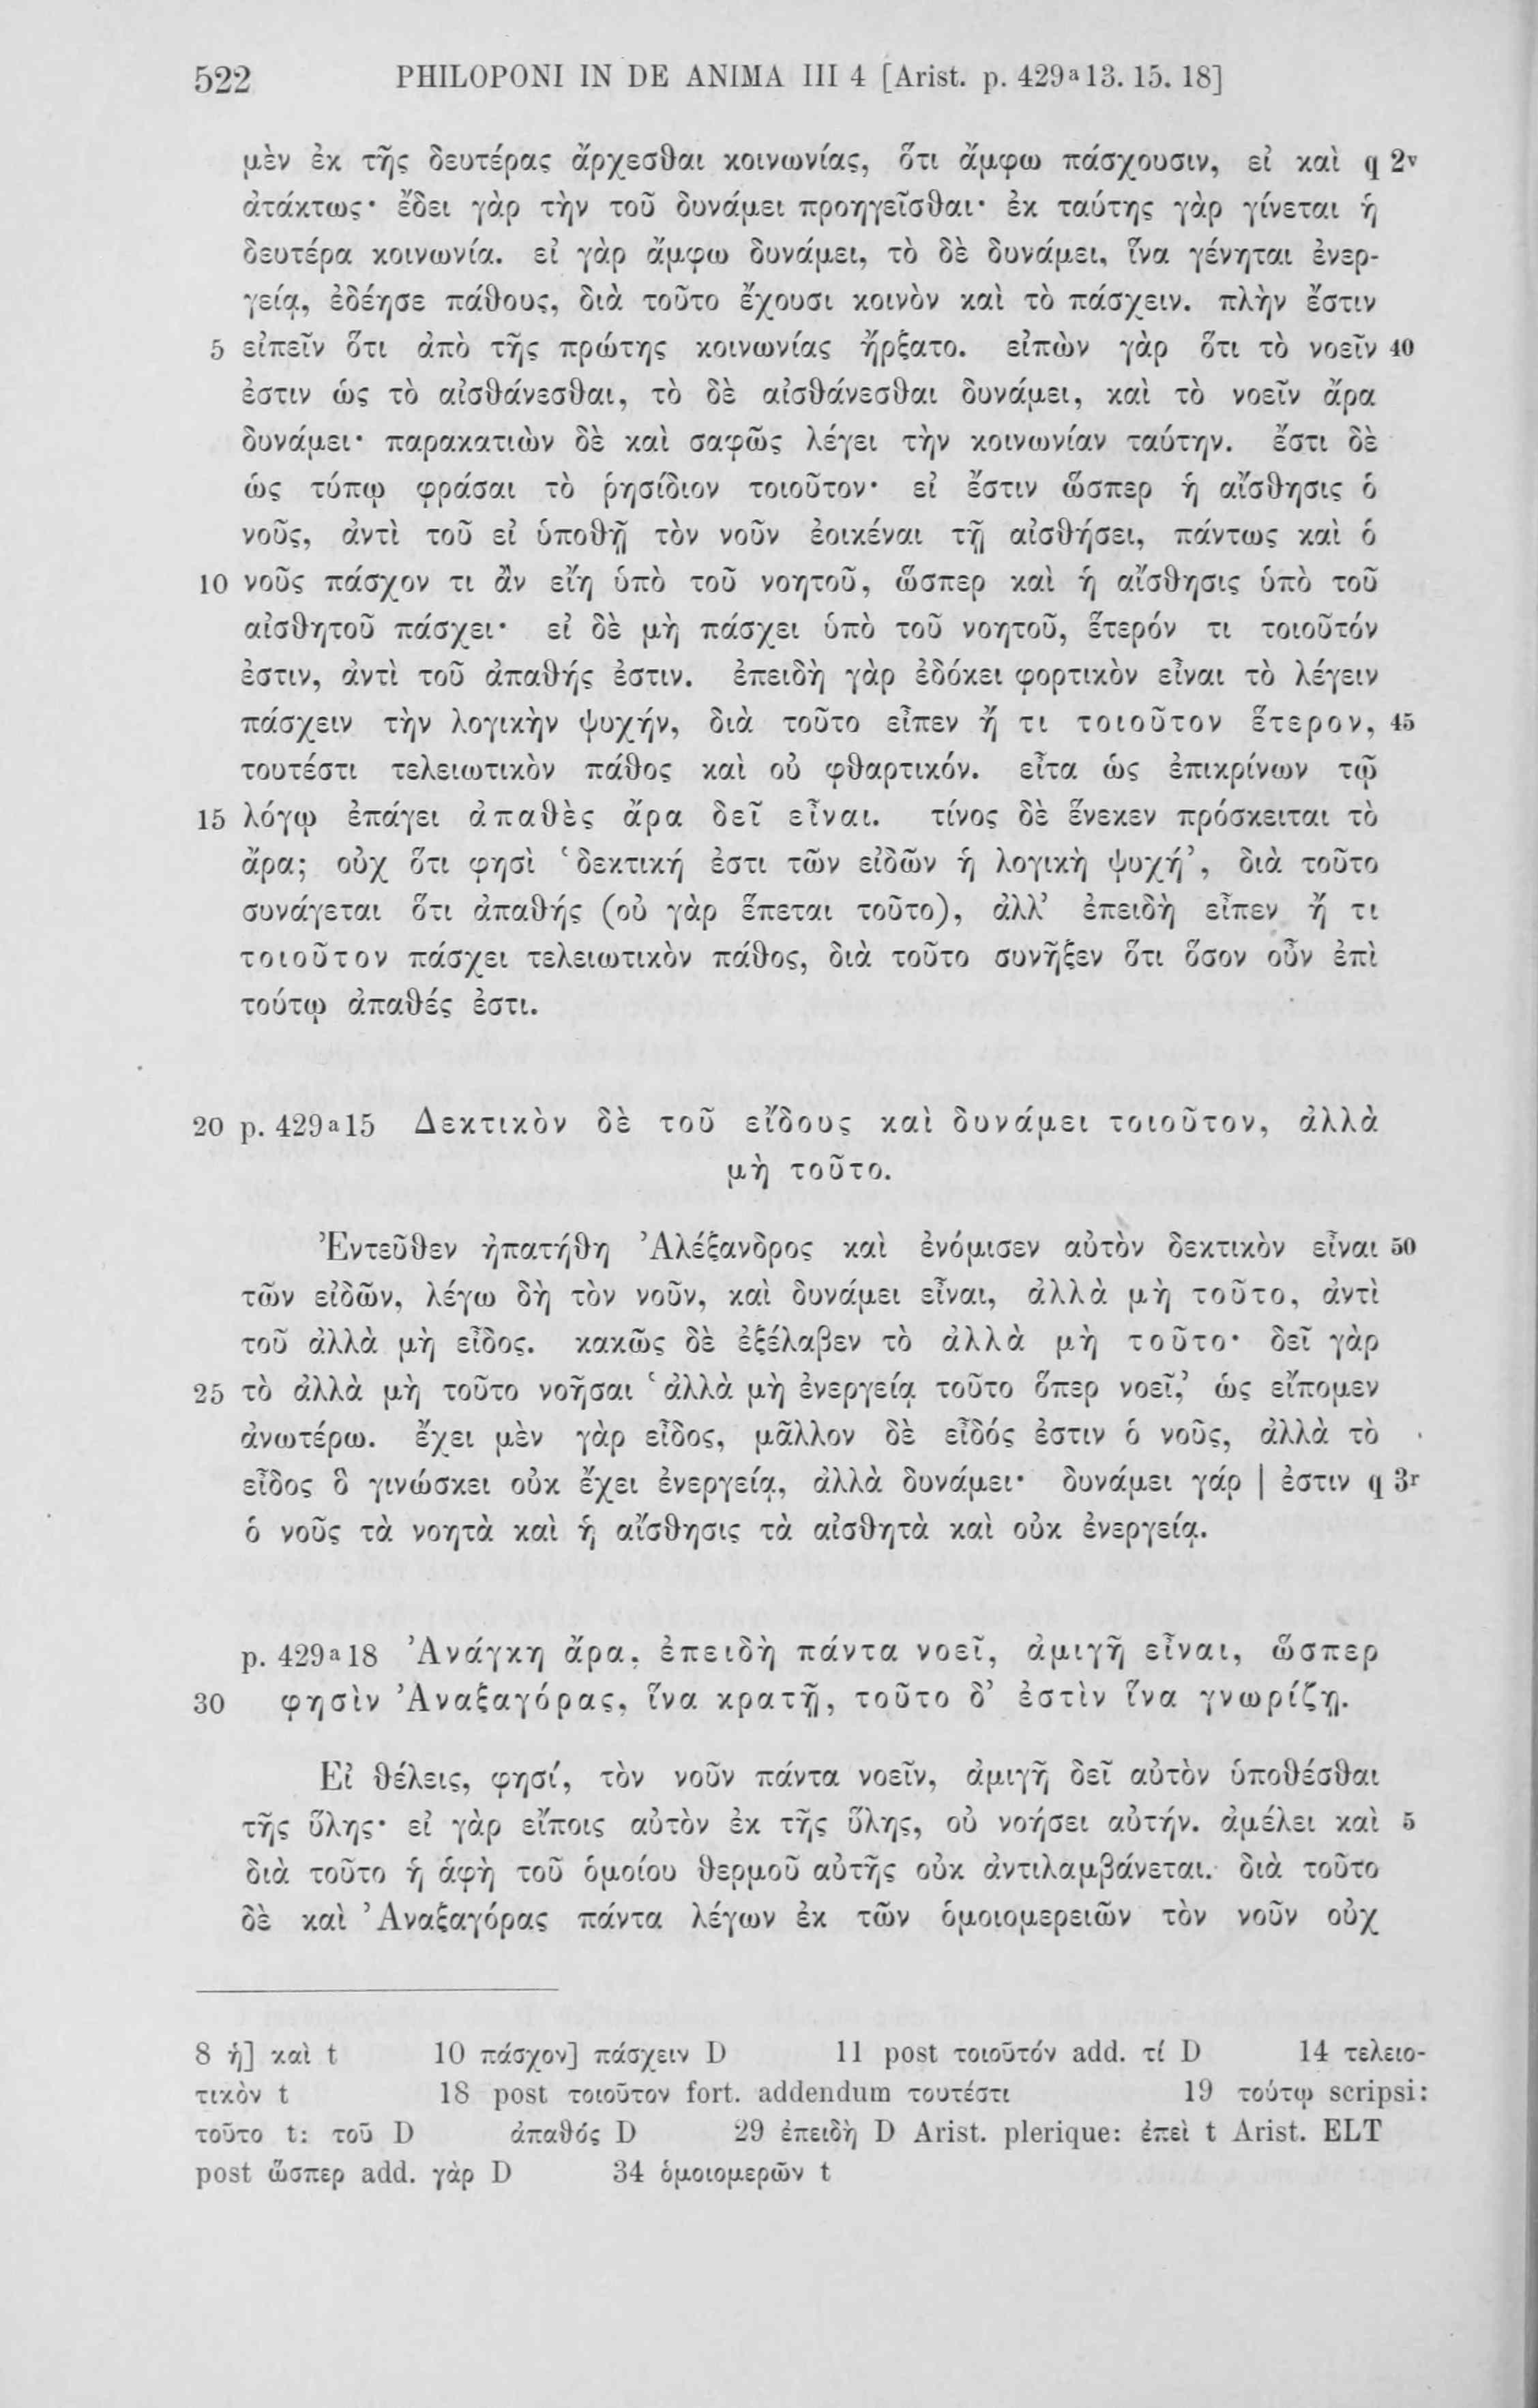 522 PHILOPONI IN DE ANIMA III 4 [Arist. p. 429ᵃ13. 15. 18]
μὲν ἐκ τῆς δευτέρας ἄρχεσθαι κοινωνίας, ὅτι ἄμφω πάσχουσιν, εἰ καὶ q 2ᵛ
ἀτάκτως· ἔδει γὰρ τὴν τοῦ δυνάμει προηγεῖσθαι· ἐκ ταύτης γὰρ γίνεται ἡ
δευτέρα κοινωνία. εἰ γὰρ ἄμφω δυνάμει, τὸ δὲ δυνάμει, ἵνα γένηται ἐνερ-
γείᾳ, ἐδέησε πάθους, διὰ τοῦτο ἔχουσι κοινὸν καὶ τὸ πάσχειν. πλὴν ἔστιν
5 εἰπεῖν ὅτι ἀπὸ τῆς πρώτης κοινωνίας ἤρξατο. εἰπὼν γὰρ ὅτι τὸ νοεῖν 40
ἐστιν ὡς τὸ αἰσθάνεσθαι, τὸ δὲ αἰσθάνεσθαι δυνάμει, καὶ τὸ νοεῖν ἄρα
δυνάμει· παρακατιὼν δὲ καὶ σαφῶς λέγει τὴν κοινωνίαν ταύτην. ἔστι δὲ
ὡς τύπῳ φράσαι τὸ ῥησίδιον τοιοῦτον· εἰ ἔστιν ὥσπερ ἡ αἴσθησις ὁ
νοῦς, ἀντὶ τοῦ εἰ ὑποθῇ τὸν νοῦν ἐοικέναι τῇ αἰσθήσει, πάντως καὶ ὁ
10 νοῦς πάσχον τι ἂν εἴη ὑπὸ τοῦ νοητοῦ, ὥσπερ καὶ ἡ αἴσθησις ὑπὸ τοῦ
αἰσθητοῦ πάσχει· εἰ δὲ μὴ πάσχει ὑπὸ τοῦ νοητοῦ, ἕτερόν τι τοιοῦτόν
ἐστιν, ἀντὶ τοῦ ἀπαθής ἐστιν. ἐπειδὴ γὰρ ἐδόκει φορτικὸν εἶναι τὸ λέγειν
πάσχειν τὴν λογικὴν ψυχήν, διὰ τοῦτο εἶπεν ἤ τι τοιοῦτον ἕτερον, 45
τουτέστι τελειωτικὸν πάθος καὶ οὐ φθαρτικόν. εἶτα ὡς ἐπικρίνων τῷ
15 λόγῳ ἐπάγει ἀπαθὲς ἄρα δεῖ εἶναι. τίνος δὲ ἕνεκεν πρόσκειται τὸ
ἄρα; οὐχ ὅτι φησὶ ‘δεκτική ἐστι τῶν εἰδῶν ἡ λογικὴ ψυχή’, διὰ τοῦτο
συνάγεται ὅτι ἀπαθής (οὐ γὰρ ἕπεται τοῦτο), ἀλλ’ ἐπειδὴ εἶπεν ἤ τι
τοιοῦτον πάσχει τελειωτικὸν πάθος, διὰ τοῦτο συνῆξεν ὅτι ὅσον οὖν ἐπὶ
τούτῳ ἀπαθές ἐστι.
20 p. 429ᵃ15 Δεκτικὸν δὲ τοῦ εἴδους καὶ δυνάμει τοιοῦτον, ἀλλὰ
μὴ τοῦτο.
Ἐντεῦθεν ἠπατήθη Ἀλέξανδρος καὶ ἐνόμισεν αὐτὸν δεκτικὸν εἶναι 50
τῶν εἰδῶν, λέγω δὴ τὸν νοῦν, καὶ δυνάμει εἶναι, ἀλλὰ μὴ τοῦτο, ἀντὶ
τοῦ ἀλλὰ μὴ εἶδος. κακῶς δὲ ἐξέλαβεν τὸ ἀλλὰ μὴ τοῦτο· δεῖ γὰρ
25 τὸ ἀλλὰ μὴ τοῦτο νοῆσαι ‘ἀλλὰ μὴ ἐνεργείᾳ τοῦτο ὅπερ νοεῖ,’ ὡς εἴπομεν
ἀνωτέρω. ἔχει μὲν γὰρ εἶδος, μᾶλλον δὲ εἶδός ἐστιν ὁ νοῦς, ἀλλὰ τὸ
εἶδος ὃ γινώσκει οὐκ ἔχει ἐνεργείᾳ, ἀλλὰ δυνάμει· δυνάμει γάρ | ἐστιν q 3ʳ
ὁ νοῦς τὰ νοητὰ καὶ ἡ αἴσθησις τὰ αἰσθητὰ καὶ οὐκ ἐνεργείᾳ.
p. 429ᵃ18 Ἀνάγκη ἄρα, ἐπειδὴ πάντα νοεῖ, ἀμιγῆ εἶναι, ὥσπερ
30 φησὶν Ἀναξαγόρας, ἵνα κρατῇ, τοῦτο δ’ ἐστὶν ἵνα γνωρίζῃ.
Εἰ θέλεις, φησί, τὸν νοῦν πάντα νοεῖν, ἀμιγῆ δεῖ αὐτὸν ὑποθέσθαι
τῆς ὕλης· εἰ γὰρ εἴποις αὐτὸν ἐκ τῆς ὕλης, οὐ νοήσει αὐτήν. ἀμέλει καὶ 5
διὰ τοῦτο ἡ ἁφὴ τοῦ ὁμοίου θερμοῦ αὐτῆς οὐκ ἀντιλαμβάνεται. διὰ τοῦτο
δὲ καὶ Ἀναξαγόρας πάντα λέγων ἐκ τῶν ὁμοιομερειῶν τὸν νοῦν οὐχ
8 ἡ] καὶ t 10 πάσχον] πάσχειν D 11 post τοιοῦτόν add. τί D 14 τελειο-
τικὸν t 18 post τοιοῦτον fort. addendum τουτέστι 19 τούτῳ scripsi:
τοῦτο t: τοῦ D ἀπαθός D 29 ἐπειδὴ D Arist. plerique: ἐπεὶ t Arist. ELT
post ὥσπερ add. γὰρ D 34 ὁμοιομερῶν t